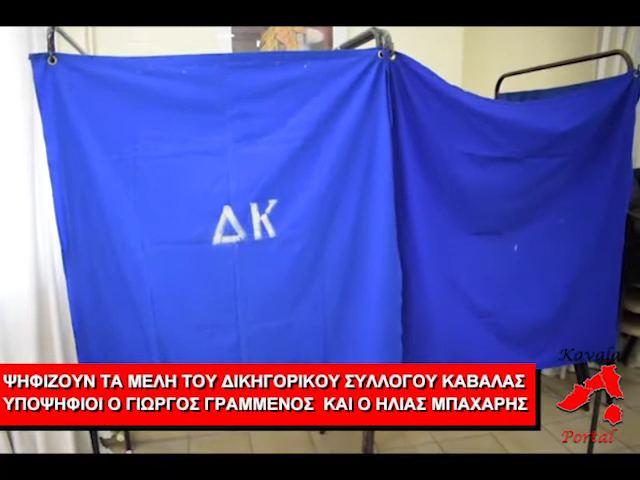 ΔΚ
Kavala
ΨΗΦΙΖΟΥΝ ΤΑ ΜΕΛΗ ΤΟΥ ΔΙΚΗΓΟΡΙΚΟΥ ΣΥΛΛΟΓΟΥ ΚΑΒΑΛΑΣ
ΥΠΟΨΗΦΙΟΙ Ο ΓΙΩΡΓΟΣ ΓΡΑΜΜΕΝΟΣ ΚΑΙ Ο ΗΛΙΑΣ ΜΠΑΧΑΡΗΣ
Portal